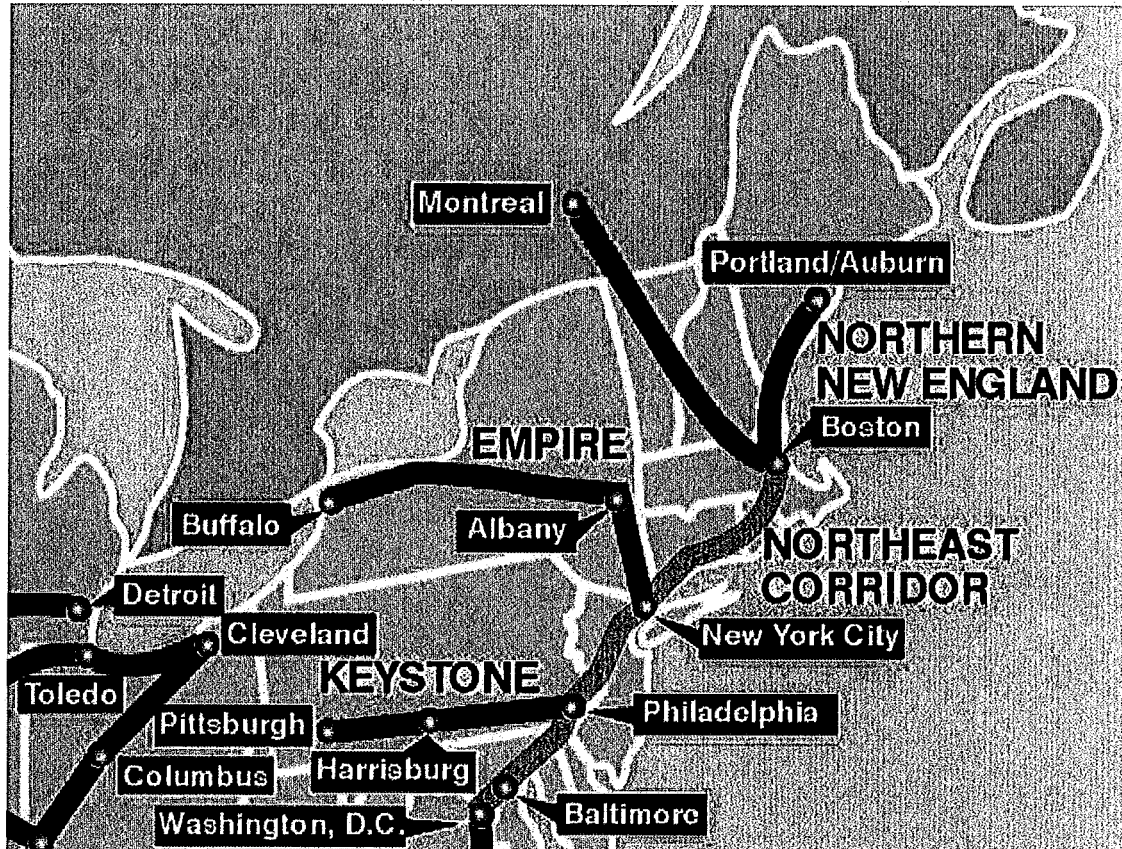 Montreal
Portland/Auburn
NORTHERN
NEW ENGLAND
Boston
EMPIRE
Buffalo
Albany
NORTHEAST
CORRIDOR
Detroit
Cleveland
New York City
KEYSTONE
Toledo
Pittsburgh
Philadelphia
Columbus
Harrisburg
Washington, D.C.
Baltimore